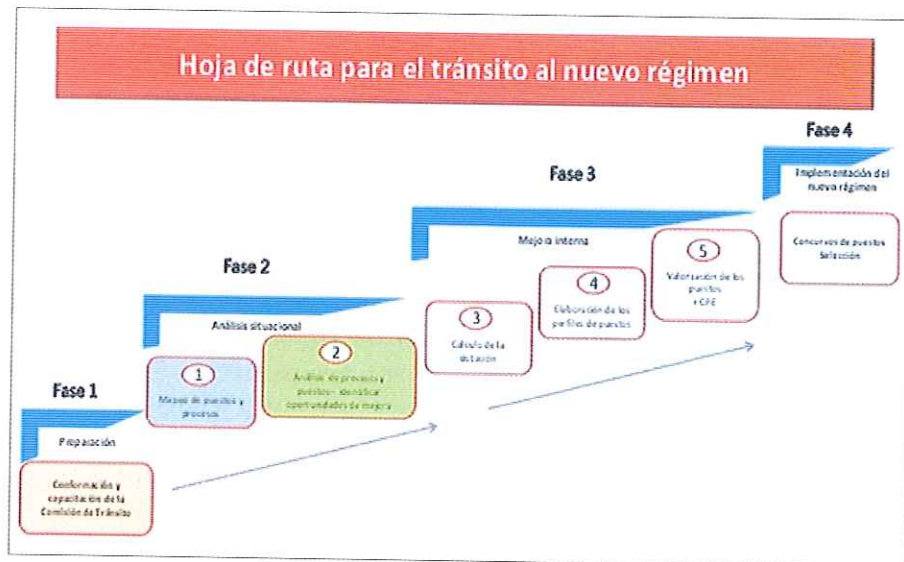 Hoja de ruta para el tránsito al nuevo régimen
Fase 1
Preparación
Conformación y
capacitación de la
Comisión de Tránsito
Fase 2
Análisis situacional
1
Mapeo de puestos y
procesos
2
Análisis de procesos y
puestos – identificar
oportunidades de mejora
Fase 3
Mejora interna
3
Cálculo de la
dotación
4
Elaboración de los
perfiles de puestos
5
Valorización de los
puestos
+ CPE
Fase 4
Implementación del
nuevo régimen
Concursos de puestos
Selección